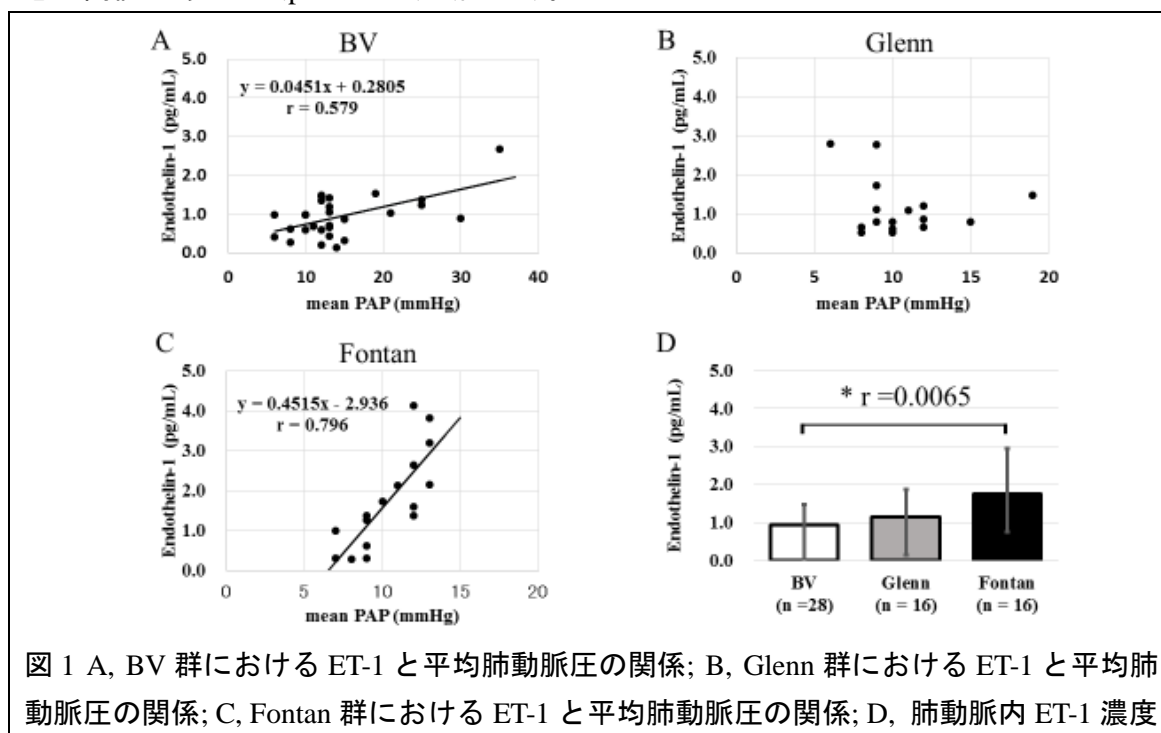 A
BV
5.0
4.0
3.0
2.0
1.0
0.0
Endothelin-1 (pg/mL)
y = 0.0451x + 0.2805
r = 0.579
0 10 20 30 40
mean PAP (mmHg)
B
Glenn
5.0
4.0
3.0
2.0
1.0
0.0
Endothelin-1 (pg/mL)
0 5 10 15 20
mean PAP (mmHg)
C
Fontan
5.0
4.0
3.0
2.0
1.0
0.0
Endothelin-1 (pg/mL)
y = 0.4515x - 2.936
r = 0.796
0 5 10 15 20
mean PAP (mmHg)
D
5.0
4.0
3.0
2.0
1.0
0.0
Endothelin-1 (pg/mL)
* r =0.0065
BV Glenn Fontan
(n =28) (n = 16) (n = 16)
図 1 A, BV 群における ET-1 と平均肺動脈圧の関係; B, Glenn 群における ET-1 と平均肺
動脈圧の関係; C, Fontan 群における ET-1 と平均肺動脈圧の関係; D, 肺動脈内 ET-1 濃度